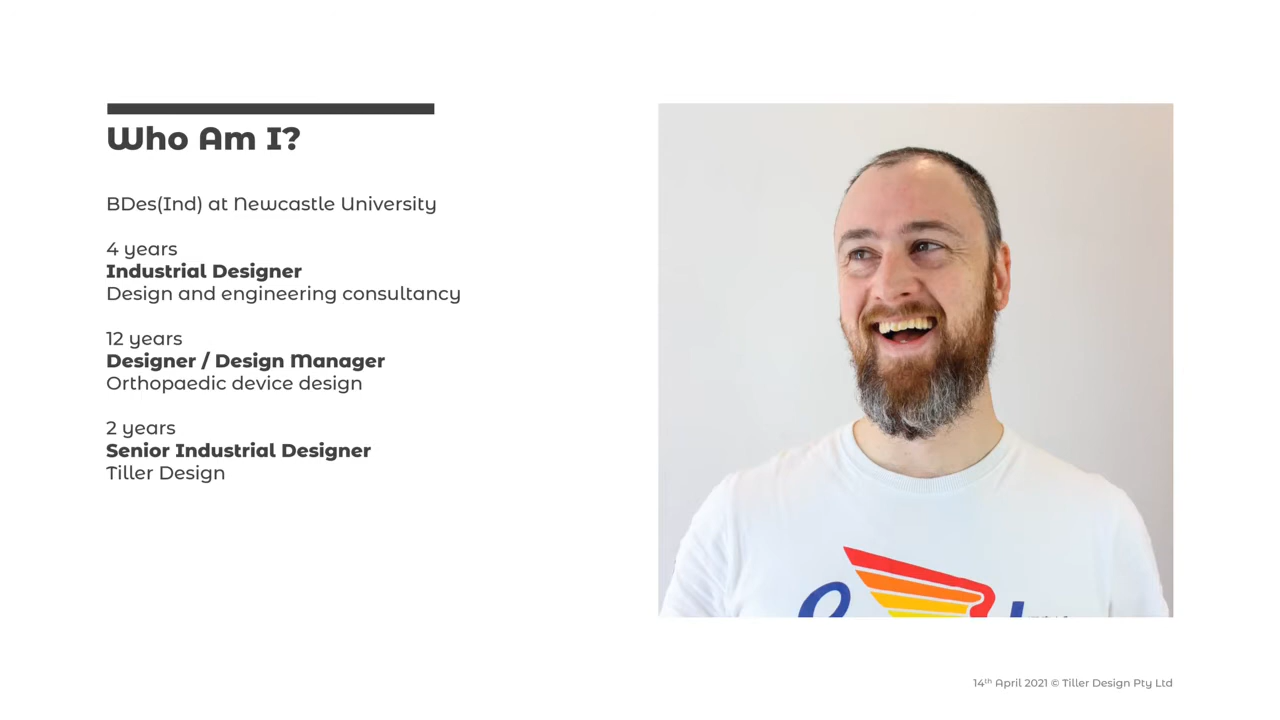 Who Am I?
BDes(Ind) at Newcastle University
4 years
Industrial Designer
Design and engineering consultancy
12 years
Designer / Design Manager
Orthopaedic device design
2 years
Senior Industrial Designer
Tiller Design
14th April 2021 © Tiller Design Pty Ltd